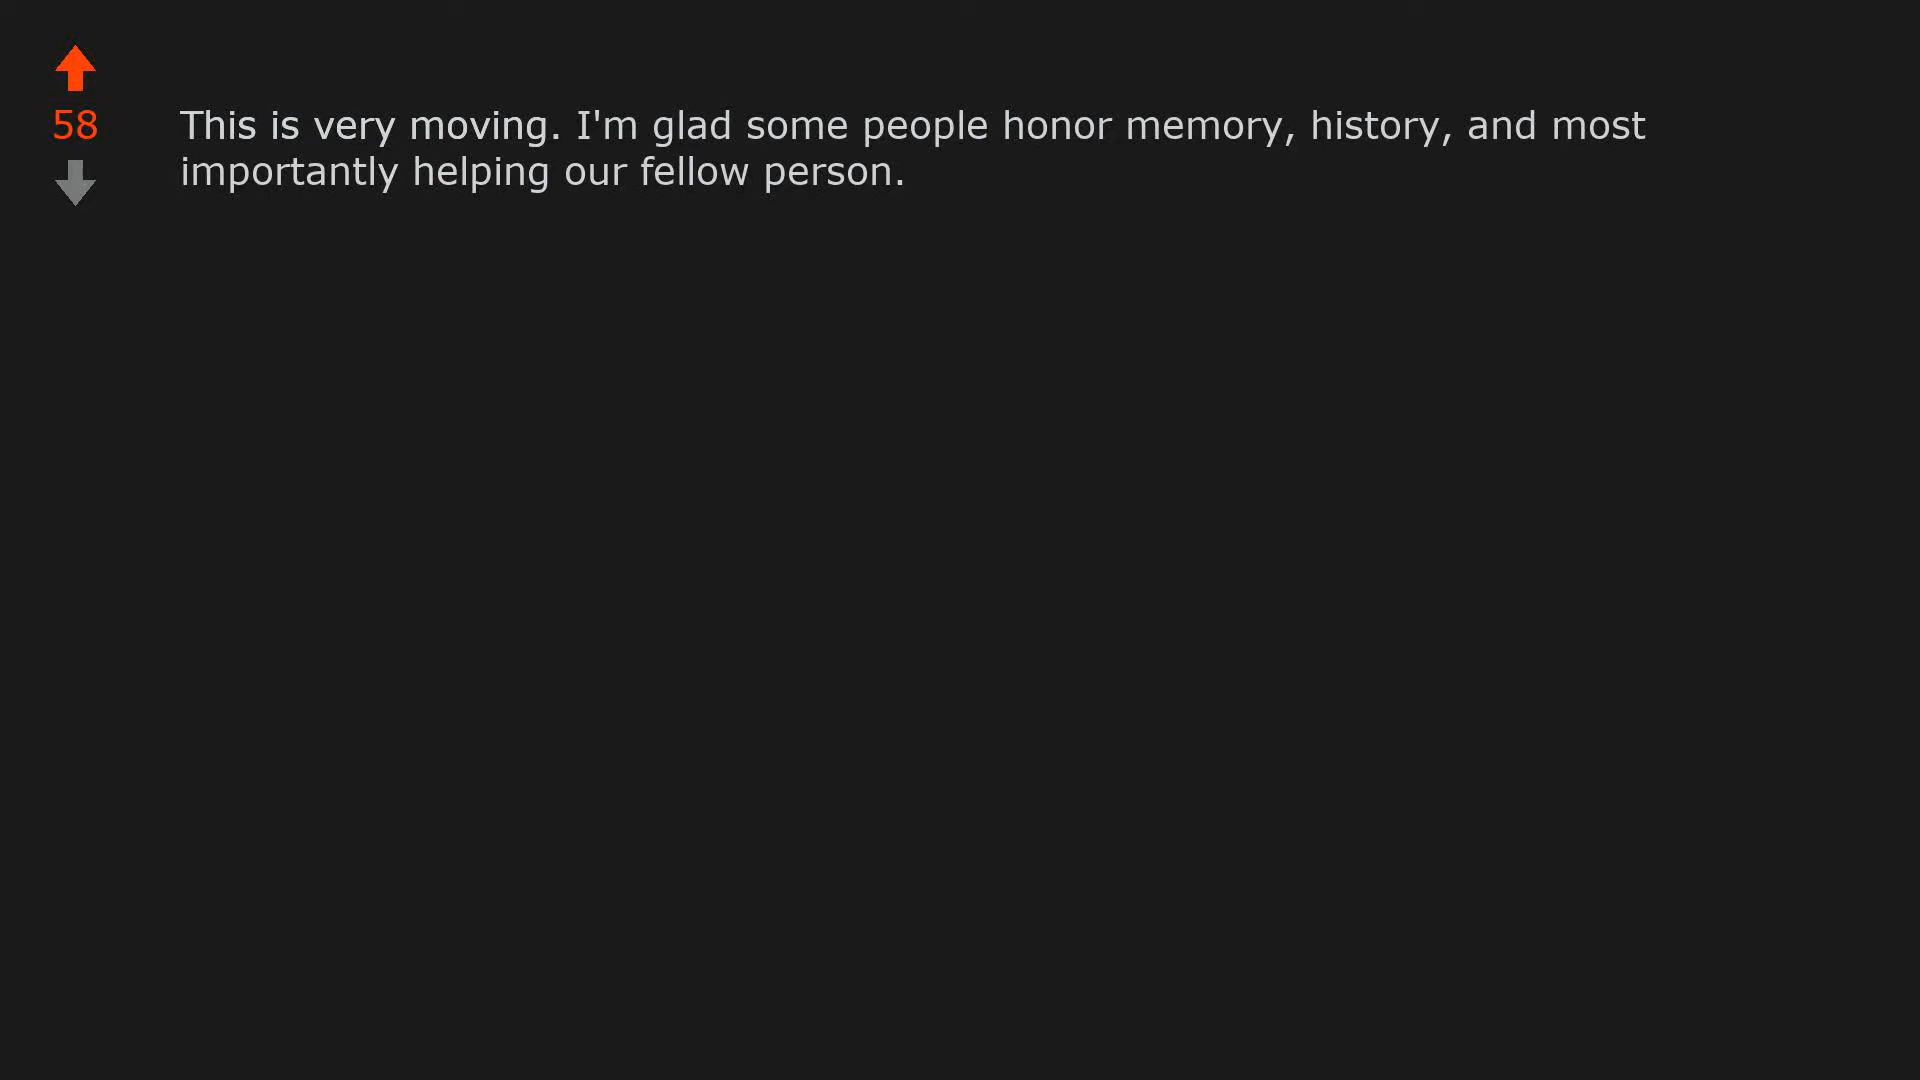 58
This is very moving. I'm glad some people honor memory, history, and most
importantly helping our fellow person.